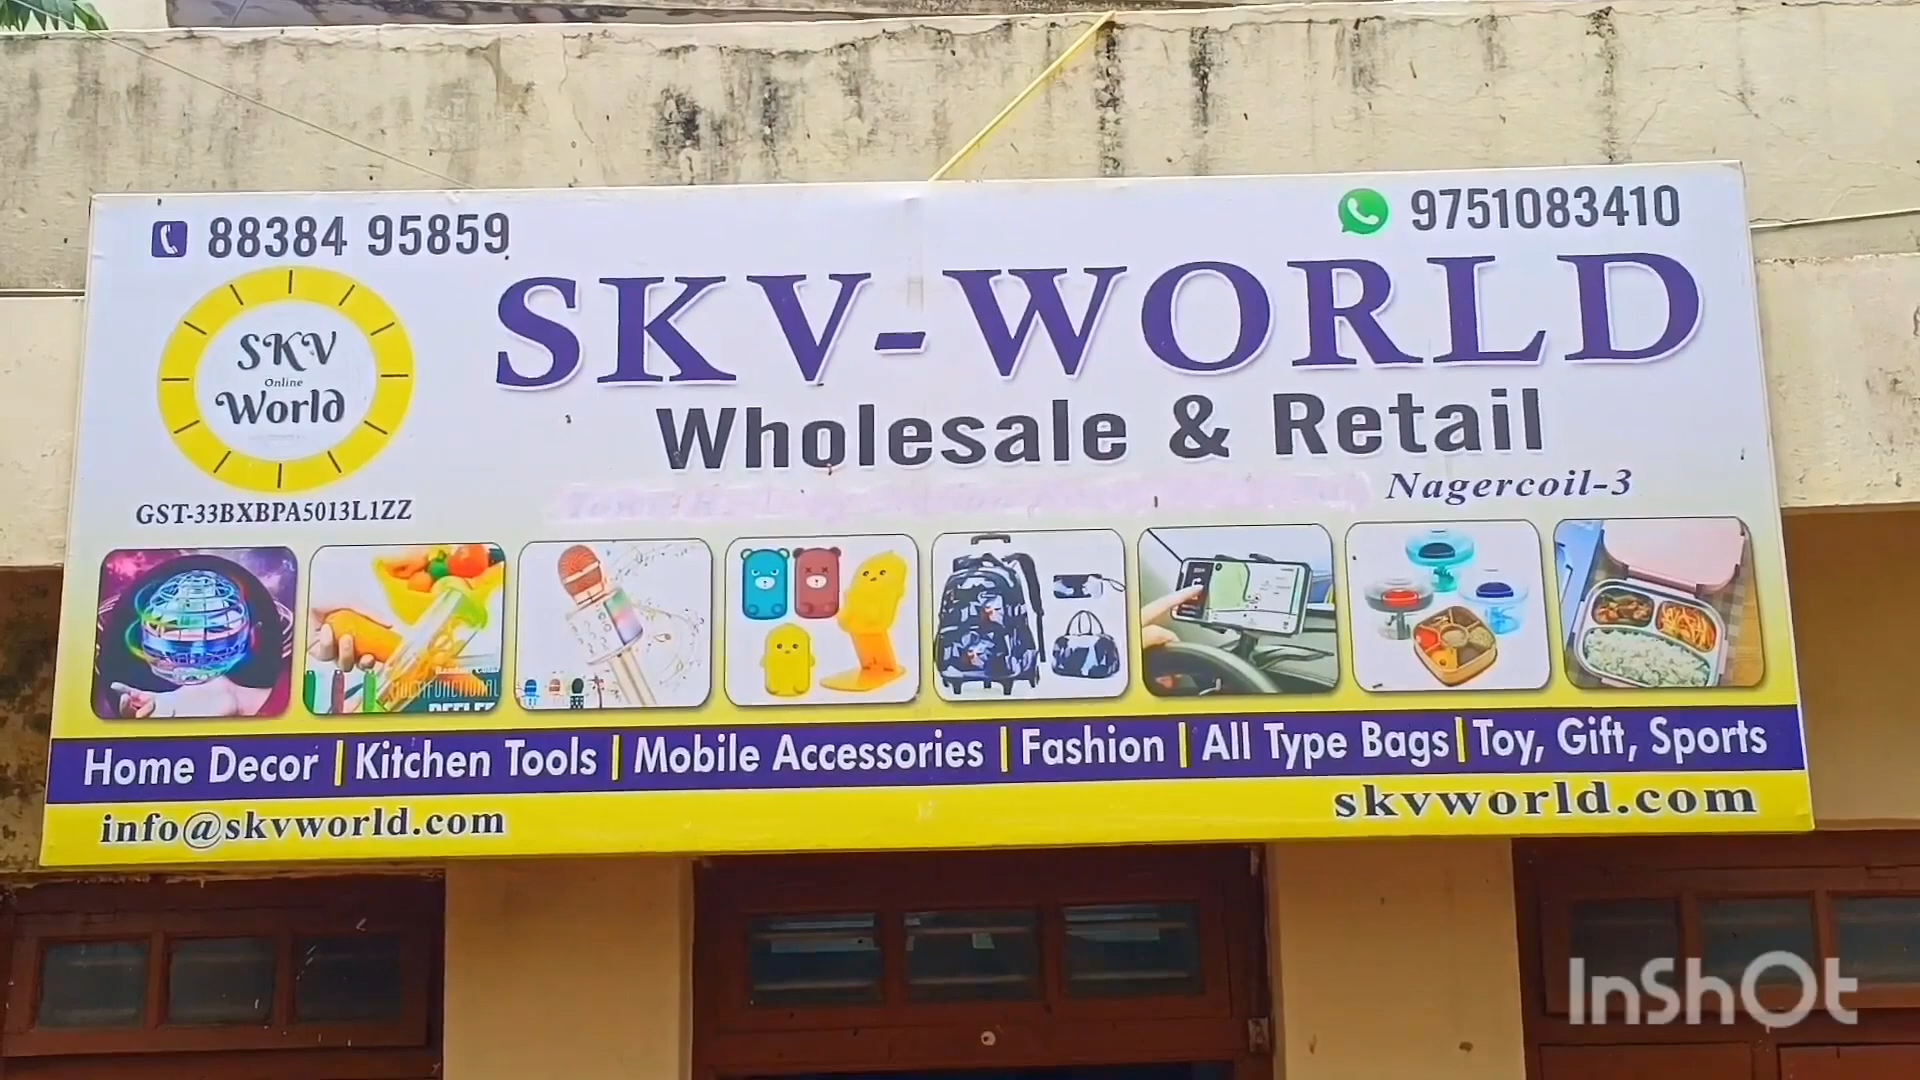 88384 95859
9751083410
SKV
Online
World
SKV-WORLD
Wholesale & Retail
Nagercoil-3
GST-33BXBPA5013L1ZZ
MULTIFUNCTIONAL
Home Decor | Kitchen Tools | Mobile Accessories | Fashion | All Type Bags | Toy, Gift, Sports
info@skvworld.com
skvworld.com
InShOt